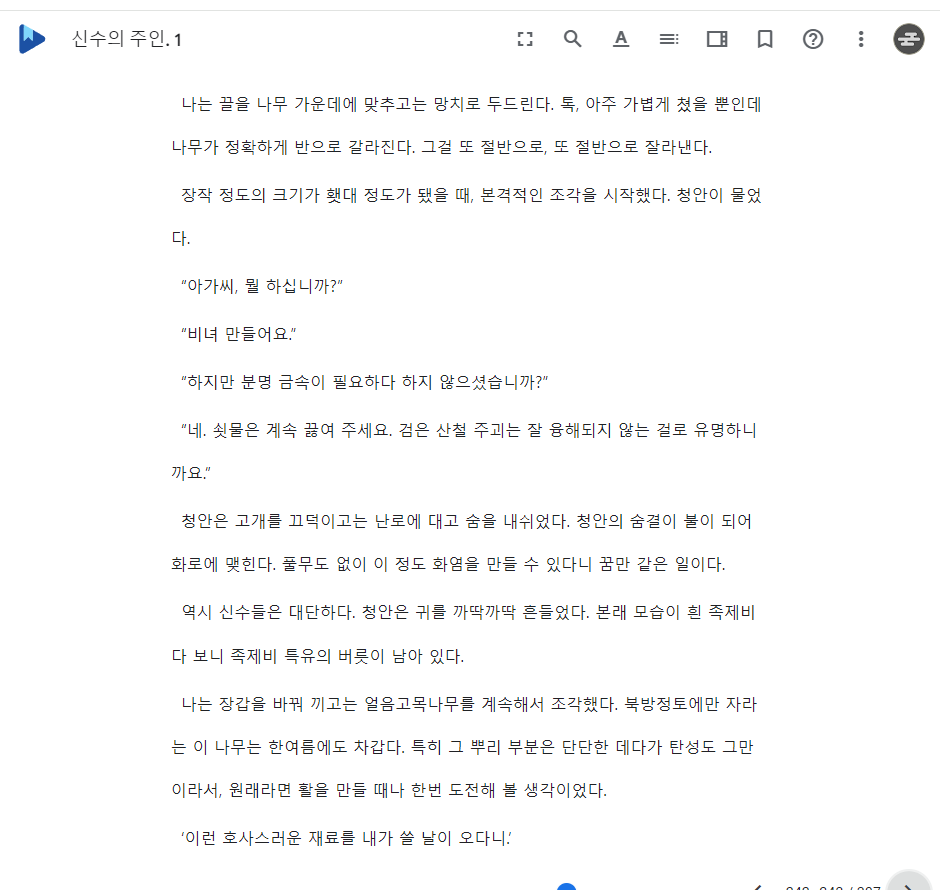 신수의 주인. 1
나는 끌을 나무 가운데에 맞추고는 망치로 두드린다. 톡, 아주 가볍게 쳤을 뿐인데
나무가 정확하게 반으로 갈라진다. 그걸 또 절반으로, 또 절반으로 잘라낸다.
장작 정도의 크기가 횃대 정도가 됐을 때, 본격적인 조각을 시작했다. 청안이 물었
다.
“아가씨, 뭘 하십니까?”
“비녀 만들어요.”
“하지만 분명 금속이 필요하다 하지 않으셨습니까?”
“네. 쇳물은 계속 끓여 주세요. 검은 산철 주괴는 잘 융해되지 않는 걸로 유명하니
까요.”
청안은 고개를 끄덕이고는 난로에 대고 숨을 내쉬었다. 청안의 숨결이 불이 되어
화로에 맺힌다. 풀무도 없이 이 정도 화염을 만들 수 있다니 꿈만 같은 일이다.
역시 신수들은 대단하다. 청안은 귀를 까딱까딱 흔들었다. 본래 모습이 흰 족제비
다 보니 족제비 특유의 버릇이 남아 있다.
나는 장갑을 바꿔 끼고는 얼음고목나무를 계속해서 조각했다. 북방정토에만 자라
는 이 나무는 한여름에도 차갑다. 특히 그 뿌리 부분은 단단한 데다가 탄성도 그만
이라서, 원래라면 활을 만들 때나 한번 도전해 볼 생각이었다.
‘이런 호사스러운 재료를 내가 쓸 날이 오다니.’